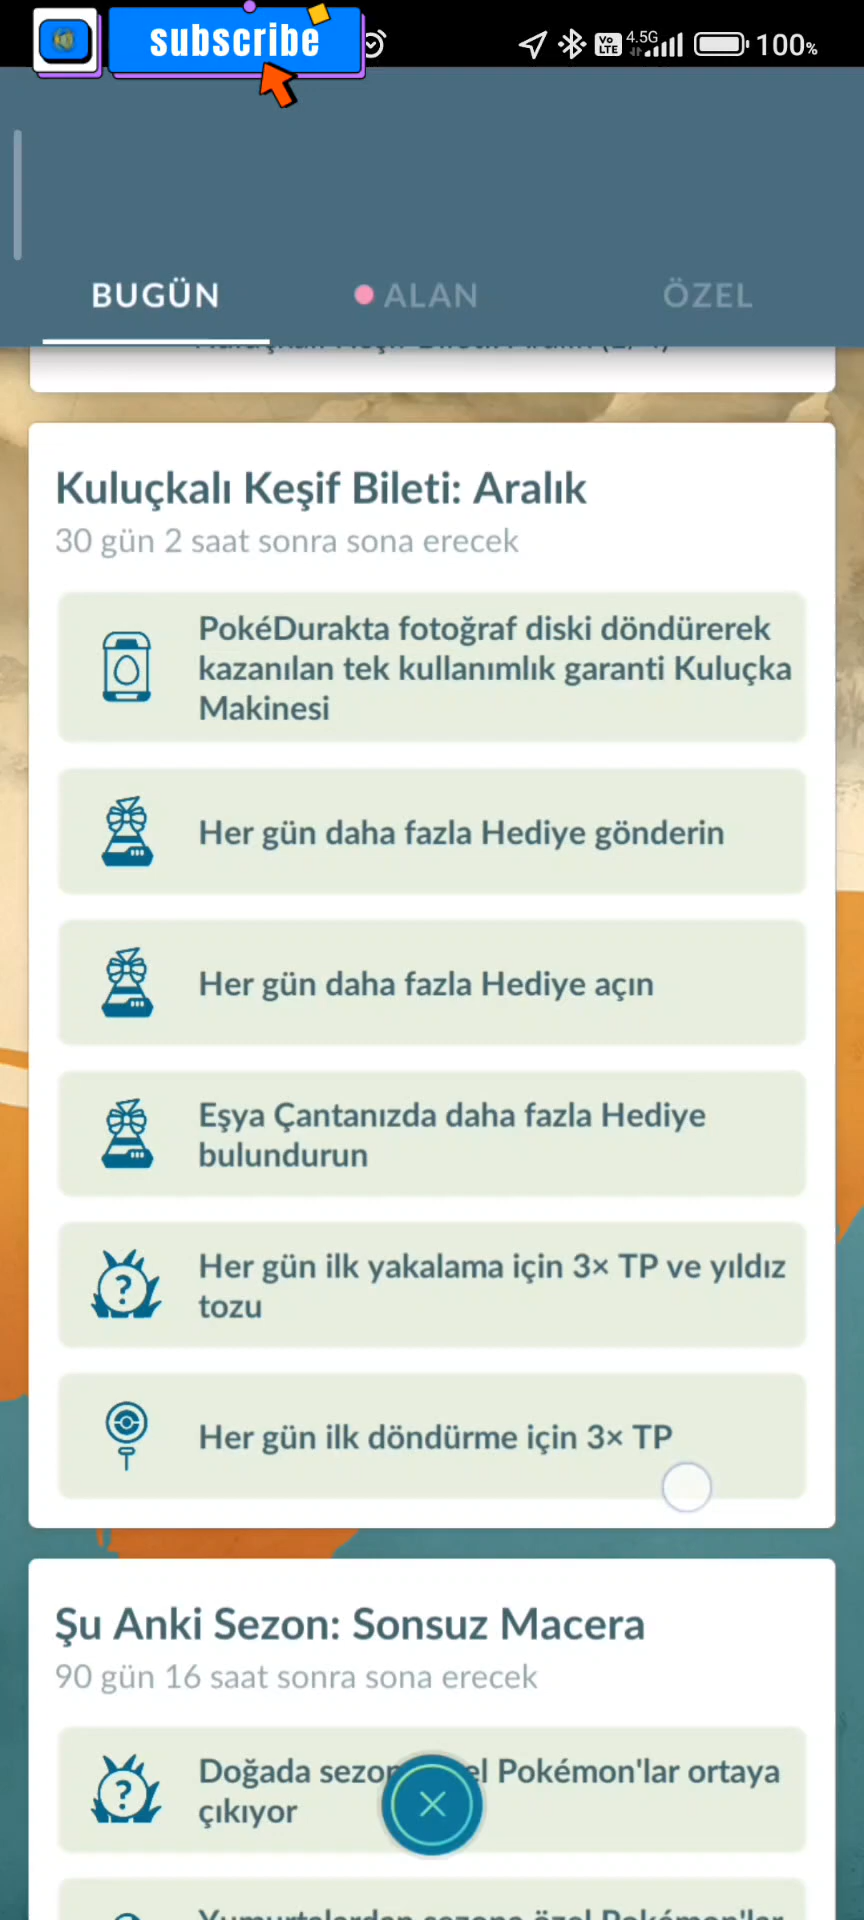 subscribe
Vo LTE 4.5G 100%
BUGÜN ALAN ÖZEL
Kuluçkalı Keşif Bileti: Aralık
30 gün 2 saat sonra sona erecek
PokéDurakta fotoğraf diski döndürerek
kazanılan tek kullanımlık garanti Kuluçka
Makinesi
Her gün daha fazla Hediye gönderin
Her gün daha fazla Hediye açın
Eşya Çantanızda daha fazla Hediye
bulundurun
? Her gün ilk yakalama için 3× TP ve yıldız
tozu
Her gün ilk döndürme için 3× TP
Şu Anki Sezon: Sonsuz Macera
90 gün 16 saat sonra sona erecek
? Doğada Pokémon'lar ortaya
çıkıyor